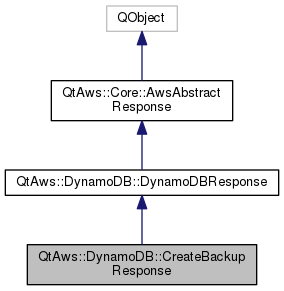 QObject
QtAws::Core::AwsAbstract
Response
QtAws::DynamoDB::DynamoDBResponse
QtAws::DynamoDB::CreateBackup
Response